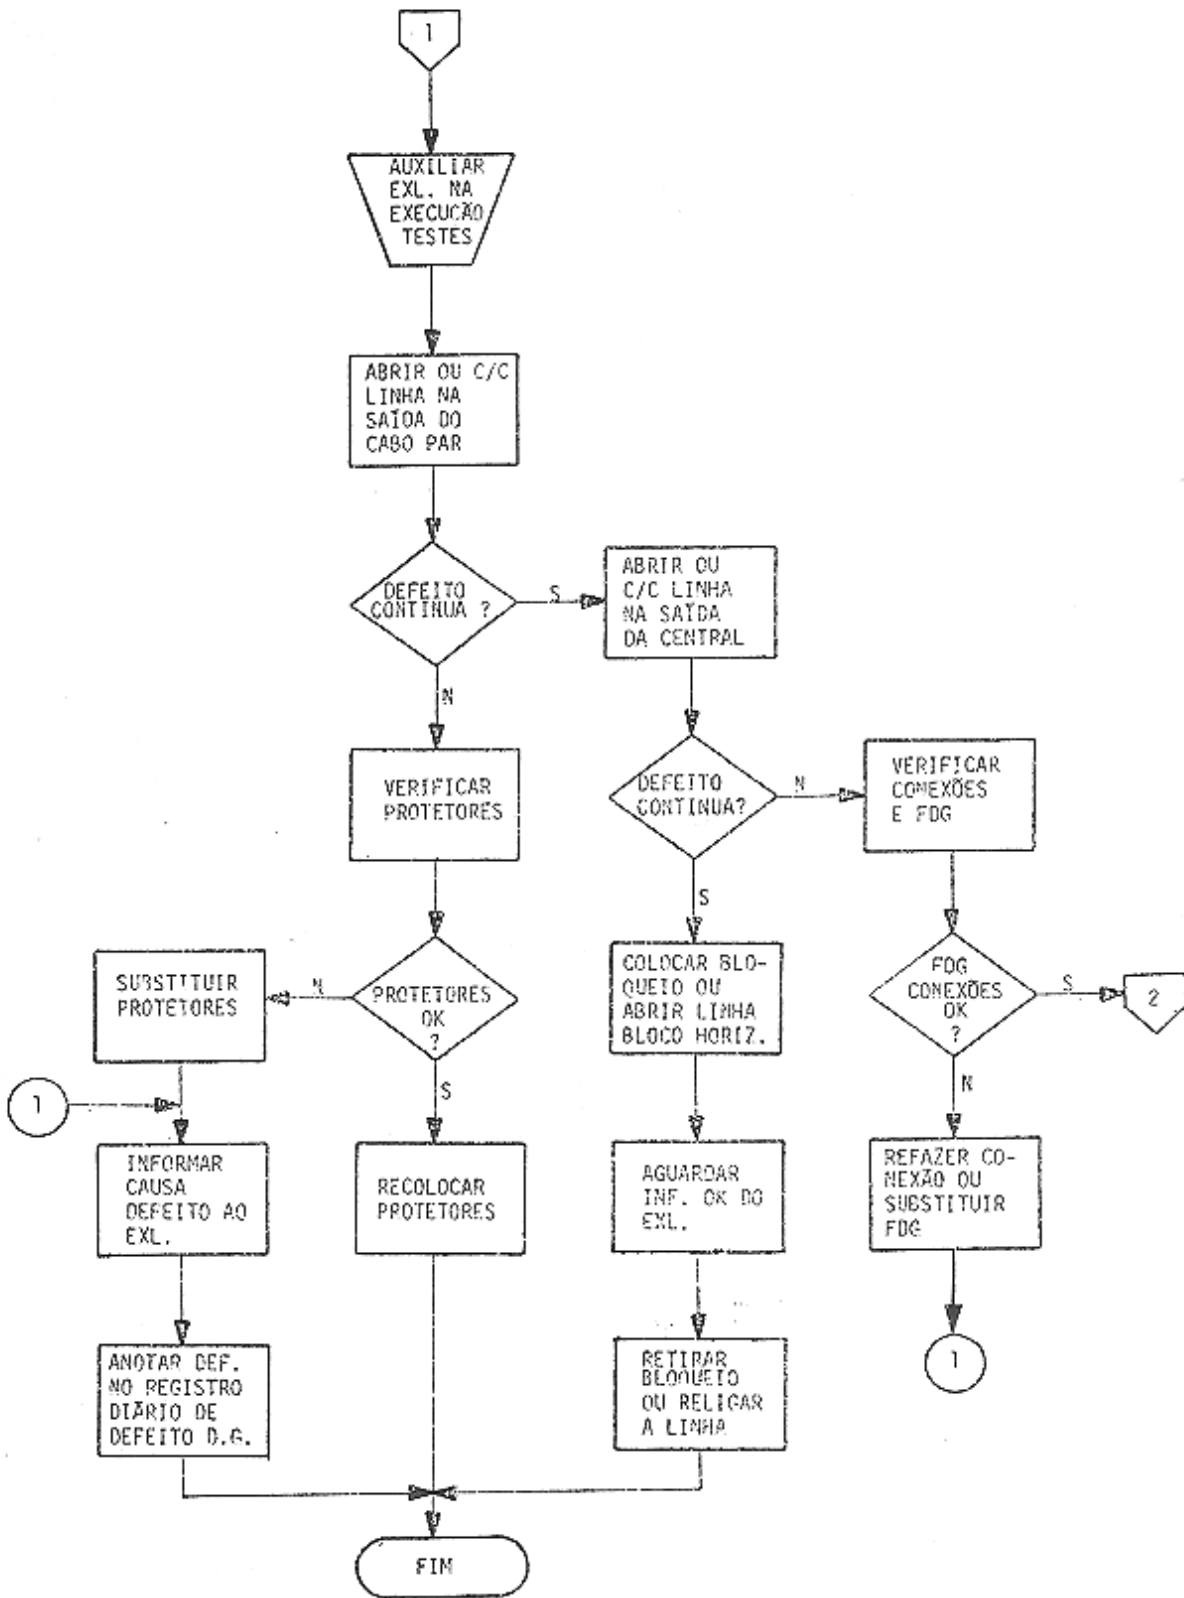 1
AUXILIAR
EXL. NA
EXECUÇÃO
TESTES
ABRIR OU C/C
LINHA NA
SAÍDA DO
CABO PAR
DEFEITO
CONTINUA ?
S
ABRIR OU
C/C LINHA
NA SAÍDA
DA CENTRAL
N
VERIFICAR
PROTETORES
DEFEITO
CONTINUA?
N
VERIFICAR
CONEXÕES
E FDG
S
SUBSTITUIR
PROTETORES
N
PROTETORES
OK
?
COLOCAR BLO-
QUEIO OU
ABRIR LINHA
BLOCO HORIZ.
FDG
CONEXÕES
OK
?
S
2
1
S
N
INFORMAR
CAUSA
DEFEITO AO
EXL.
RECOLOCAR
PROTETORES
AGUARDAR
INF. OK DO
EXL.
REFAZER CO-
NEXÃO OU
SUBSTITUIR
FDG
ANOTAR DEF.
NO REGISTRO
DIÁRIO DE
DEFEITO D.G.
RETIRAR
BLOQUEIO
OU RELIGAR
A LINHA
1
FIM